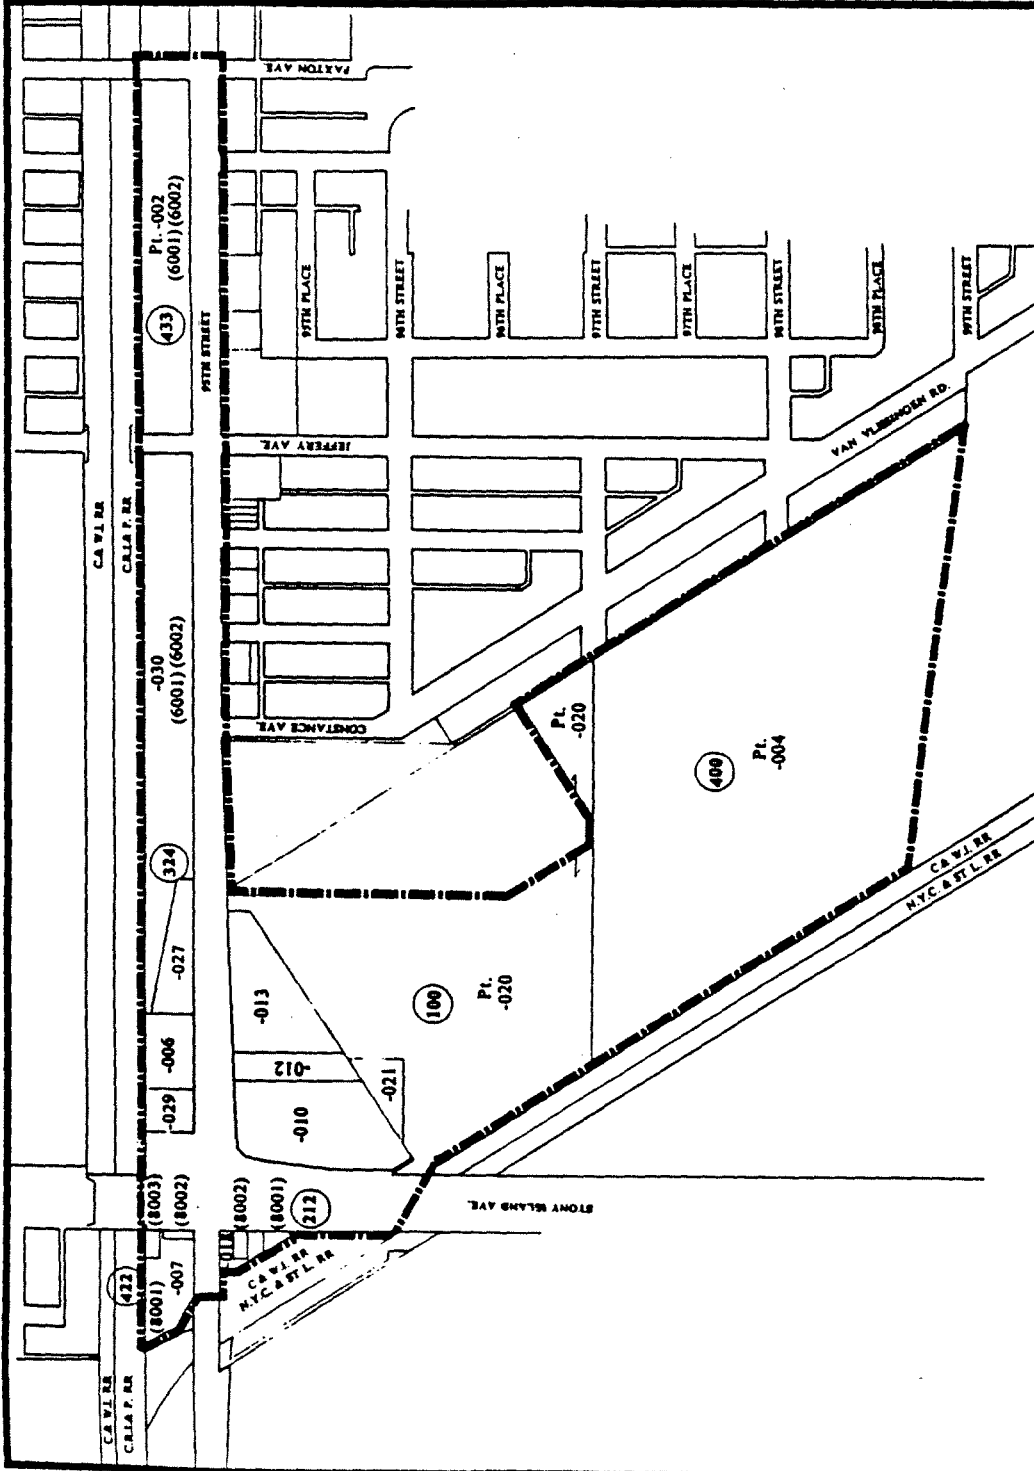 PAXTON AVE.
Pt. -002
(6001) (6002)
433
95TH STREET
95TH PLACE
96TH STREET
96TH PLACE
97TH STREET
97TH PLACE
98TH STREET
98TH PLACE
99TH STREET
JEFFERY AVE.
VAN VLISSINGEN RD.
C.& W.I. RR
C.R.I.& P. RR
-030
(6001) (6002)
CONSTANCE AVE.
Pt.
-020
400
Pt.
-004
324
-027
-006
-029
-013
-012
-010
-021
100
Pt.
-020
C.& W.I. RR
N.Y.C. & ST L. RR
STONY ISLAND AVE.
(8003)
(8002)
(8002)
(8001)
212
422
(8001)
-007
C.& W.I. RR
N.Y.C. & ST L. RR
C.& W.I. RR
C.R.I.& P. RR